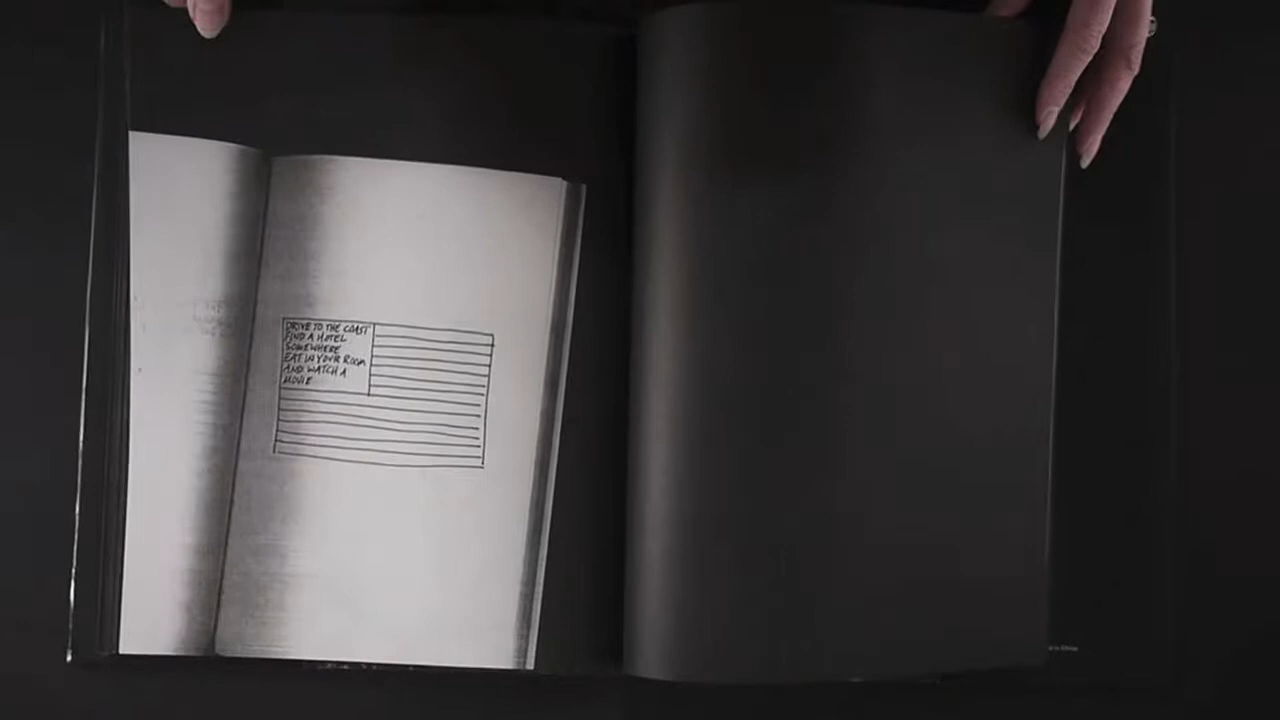 DRIVE TO THE COAST
FIND A HOTEL
SOMEWHERE
EAT IN YOUR ROOM
AND WATCH A
MOVIE